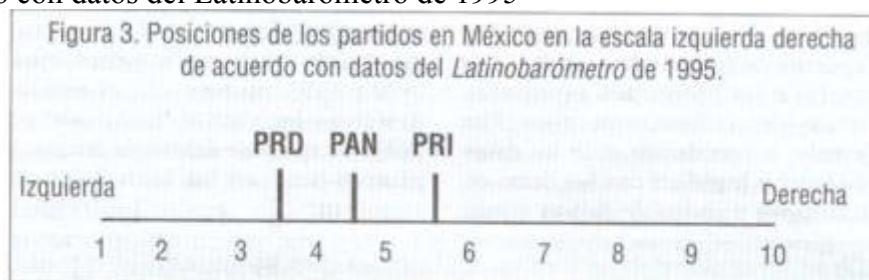 con datos del Latinobarómetro de 1995
Figura 3. Posiciones de los partidos en México en la escala izquierda derecha
de acuerdo con datos del Latinobarómetro de 1995.
PRD PAN PRI
Izquierda
Derecha
1 2 3 4 5 6 7 8 9 10